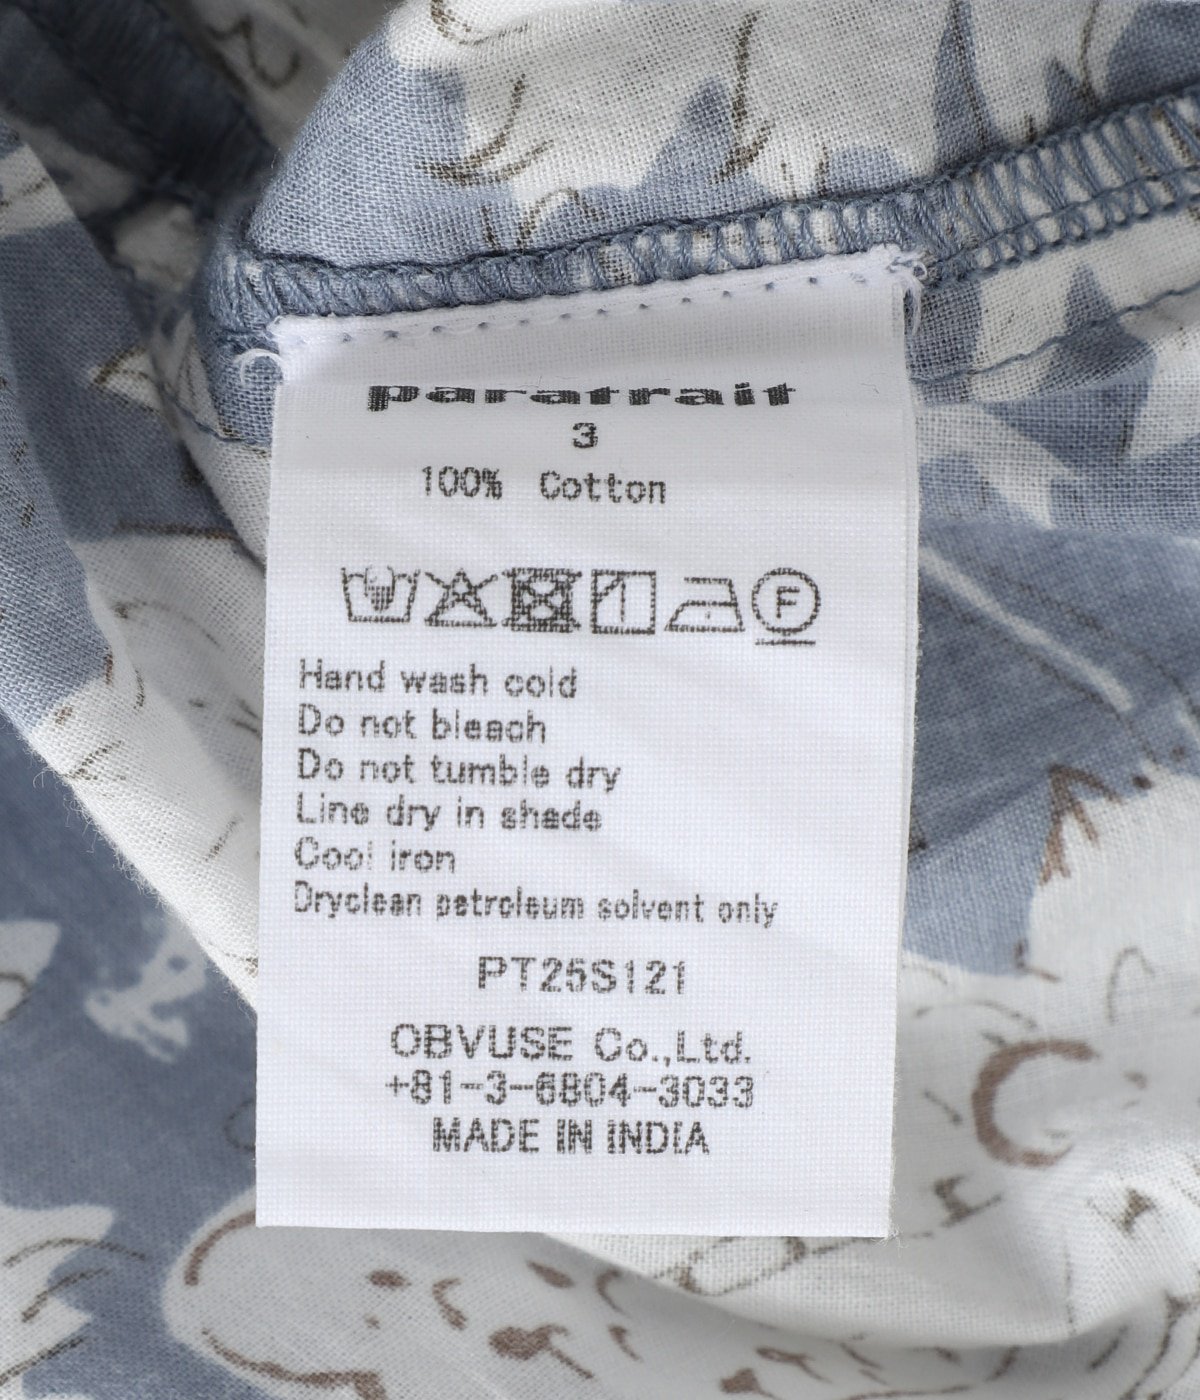 paratrait
3
100% Cotton
F
Hand wash cold
Do not bleach
Do not tumble dry
Line dry in shade
Cool iron
Dryclean petroleum solvent only
PT25S121
OBVUSE Co.,Ltd.
+81-3-6804-3033
MADE IN INDIA